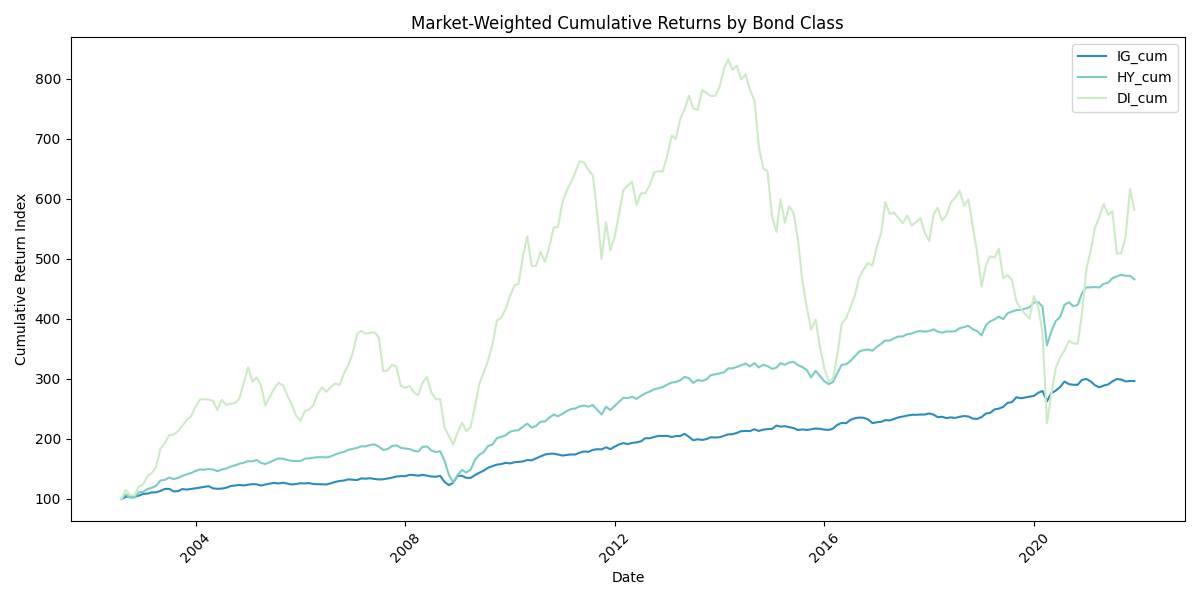 Market-Weighted Cumulative Returns by Bond Class
IG_cum
HY_cum
DI_cum
Cumulative Return Index
800
700
600
500
400
300
200
100
2004
2008
2012
2016
2020
Date